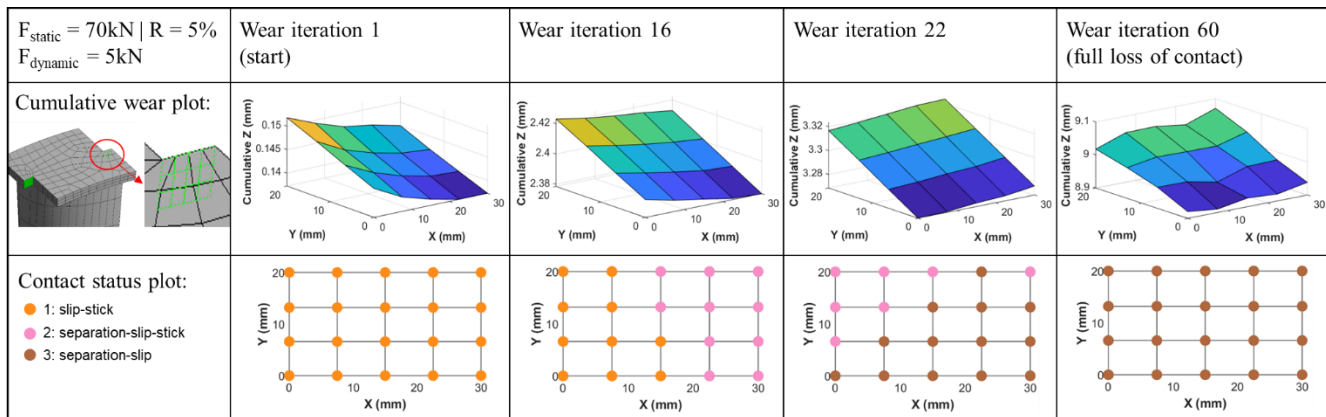 F_static = 70kN | R = 5%
F_dynamic = 5kN
Wear iteration 1
(start)
Wear iteration 16
Wear iteration 22
Wear iteration 60
(full loss of contact)
Cumulative wear plot:
Cumulative Z (mm)
0.15
0.145
0.14
20
10
0
Y (mm)
0
10
20
30
X (mm)
Cumulative Z (mm)
2.42
2.4
2.38
20
10
0
Y (mm)
0
10
20
30
X (mm)
Cumulative Z (mm)
3.32
3.3
3.28
20
10
0
Y (mm)
0
10
20
30
X (mm)
Cumulative Z (mm)
9.1
9
8.9
20
10
0
Y (mm)
0
10
20
30
X (mm)
Contact status plot:
1: slip-stick
2: separation-slip-stick
3: separation-slip
Y (mm)
20
10
0
0
10
20
30
X (mm)
Y (mm)
20
10
0
0
10
20
30
X (mm)
Y (mm)
20
10
0
0
10
20
30
X (mm)
Y (mm)
20
10
0
0
10
20
30
X (mm)